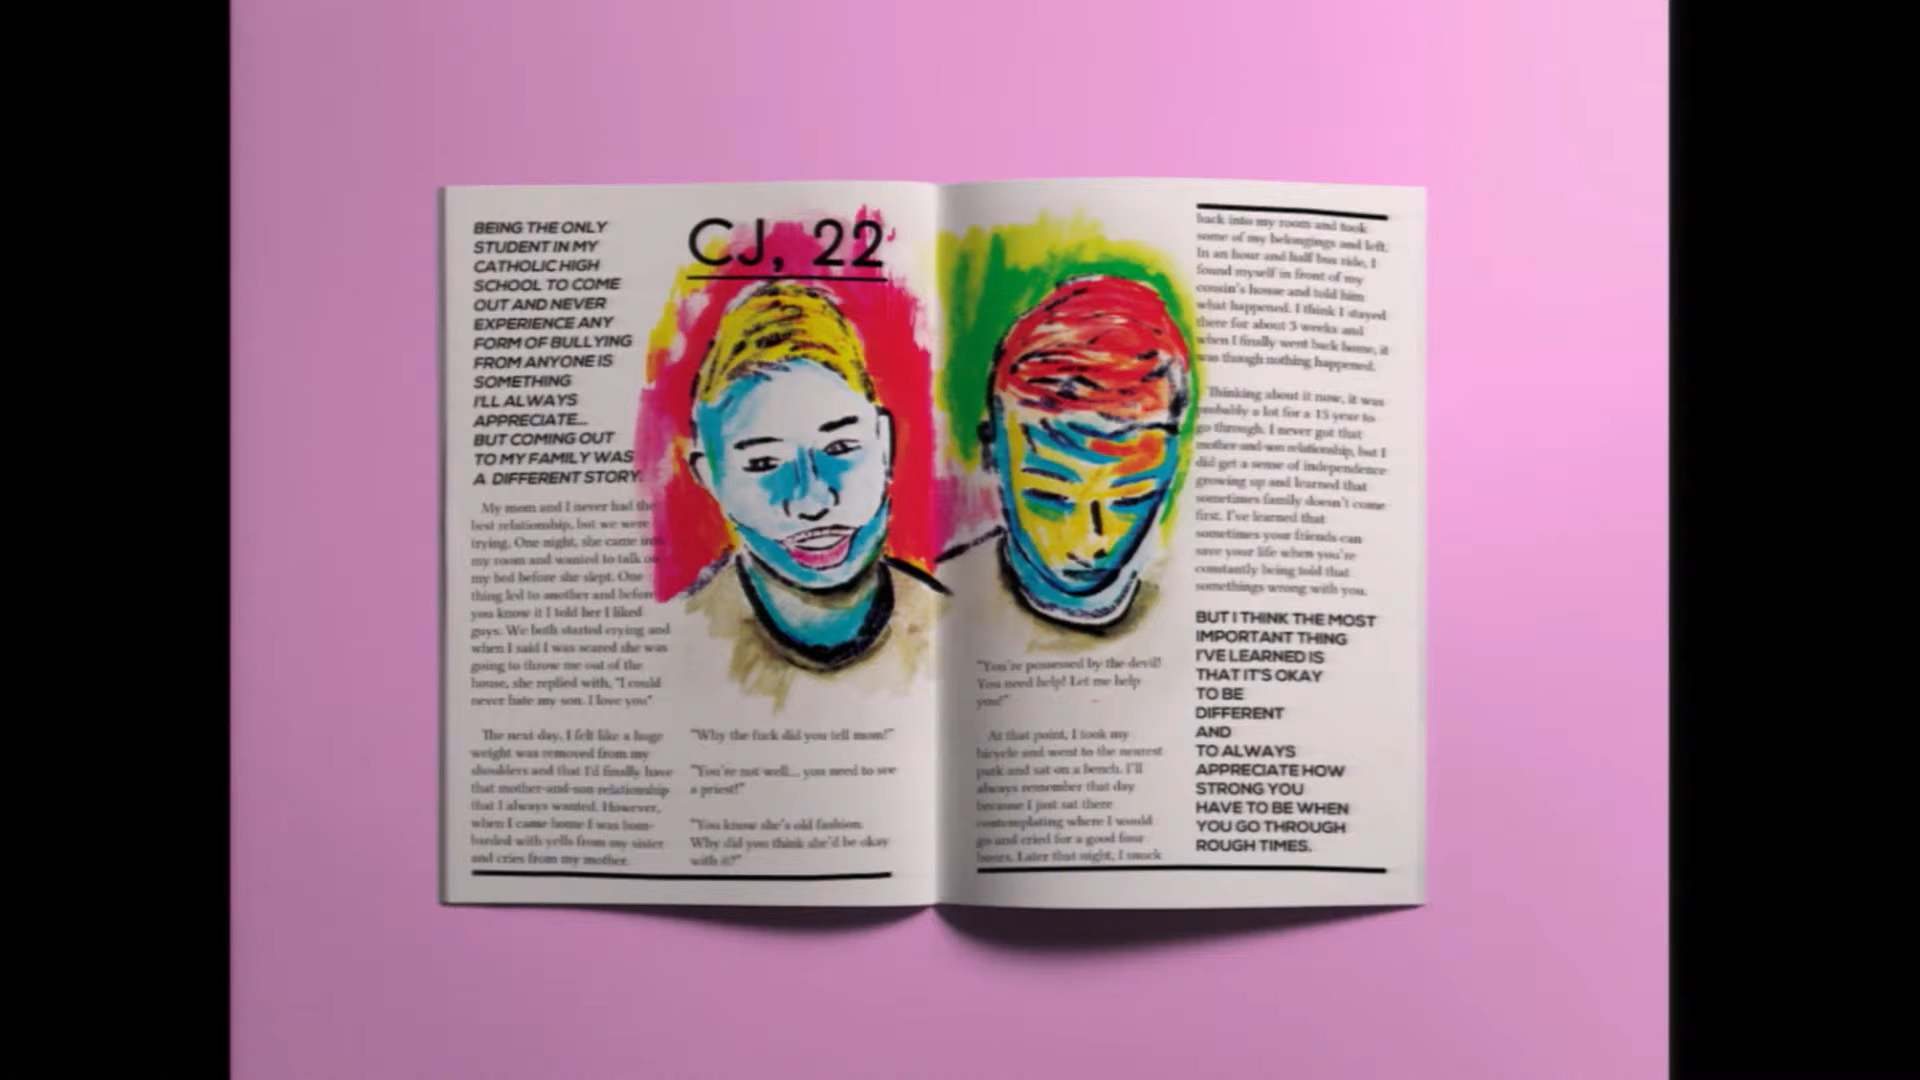 BEING THE ONLY
STUDENT IN MY
CATHOLIC HIGH
SCHOOL TO COME
OUT AND NEVER
EXPERIENCE ANY
FORM OF BULLYING
FROM ANYONE IS
SOMETHING
I'LL ALWAYS
APPRECIATE...
BUT COMING OUT
TO MY FAMILY WAS
A DIFFERENT STORY.
My mom and I never had the
best relationship, but we were
trying. One night, she came into
my room and wanted to talk on
my bed before she slept. One
thing led to another and before
you know it I told her I liked
guys. We both started crying and
when I said I was scared she was
going to throw me out of the
house, she replied with, "I could
never hate my son. I love you"
The next day, I felt like a huge
weight was removed from my
shoulders and that I'd finally have
that mother-and-son relationship
that I always wanted. However,
when I came home I was bom-
barded with yells from my sister
and cries from my mother.
CJ, 22
"Why the fuck did you tell mom!"
"You're not well... you need to see
a priest!"
"You know she's old fashion.
Why did you think she'd be okay
with it?"
"You're possessed by the devil!
You need help! Let me help
you!"
At that point, I took my
bicycle and went to the nearest
park and sat on a bench. I'll
always remember that day
because I just sat there
contemplating where I would
go and cried for a good four
hours. Later that night, I snuck
back into my room and took
some of my belongings and left.
In an hour and half bus ride, I
found myself in front of my
cousin's house and told him
what happened. I think I stayed
there for about 3 weeks and
when I finally went back home, it
was though nothing happened.
Thinking about it now, it was
probably a lot for a 15 year to
go through. I never got that
mother-and-son relationship, but I
did get a sense of independence
growing up and learned that
sometimes family doesn't come
first. I've learned that
sometimes your friends can
save your life when you're
constantly being told that
somethings wrong with you.
BUT I THINK THE MOST
IMPORTANT THING
I'VE LEARNED IS
THAT IT'S OKAY
TO BE
DIFFERENT
AND
TO ALWAYS
APPRECIATE HOW
STRONG YOU
HAVE TO BE WHEN
YOU GO THROUGH
ROUGH TIMES.